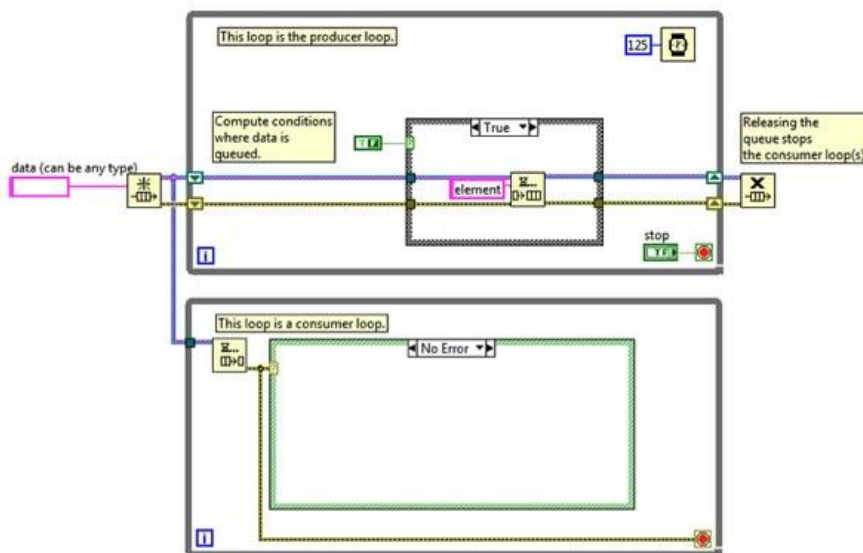 This loop is the producer loop.
125
Compute conditions
where data is
queued.
True
Releasing the
queue stops
the consumer loop(s)
data (can be any type)
element
stop
TF
i
This loop is a consumer loop.
No Error
i